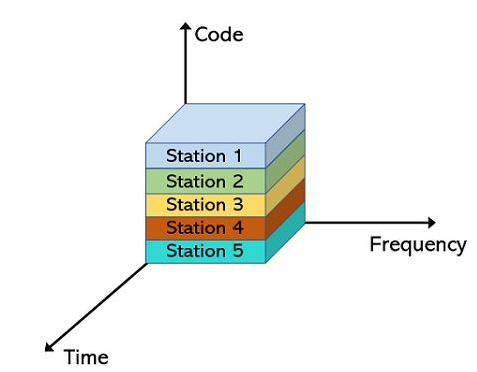 Code
Station 1
Station 2
Station 3
Station 4
Station 5
Frequency
Time